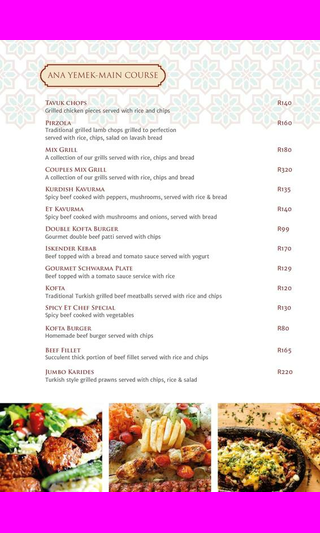 ANA YEMEK-MAIN COURSE
Tavuk chops R140
Grilled chicken pieces served with rice and chips
Pirzola R160
Traditional grilled lamb chops grilled to perfection
served with rice, chips, salad on lavash bread
Mix Grill R180
A collection of our grills served with rice, chips and bread
Couples Mix Grill R320
A collection of our grills served with rice, chips and bread
Kurdish Kavurma R135
Spicy beef cooked with peppers, mushrooms, served with rice & bread
Et Kavurma R140
Spicy beef cooked with mushrooms and onions, served with bread
Double Kofta Burger R99
Gourmet double beef patti served with chips
Iskender Kebab R170
Beef topped with a bread and tomato sauce served with yogurt
Gourmet Schwarma Plate R129
Beef topped with a tomato sauce service with rice
Kofta R120
Traditional Turkish grilled beef meatballs served with rice and chips
Spicy Et Chef Special R130
Spicy beef cooked with vegetables
Kofta Burger R80
Homemade beef burger served with chips
Beef Fillet R165
Succulent thick portion of beef fillet served with rice and chips
Jumbo Karides R220
Turkish style grilled prawns served with chips, rice & salad